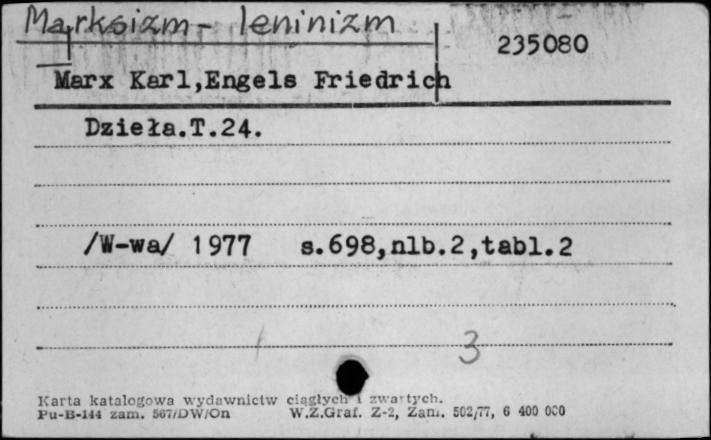 Marksizm - leninizm
235080
Marx Karl,Engels Friedrich
Dzieła.T.24.
/W-wa/ 1977 s.698,nlb.2,tabl.2
3
Karta katalogowa wydawnictw ciągłych i zwartych.
Pu-B-144 zam. 567/DW/On W.Z.Graf. Z-2, Zam. 502/77, 6 400 000